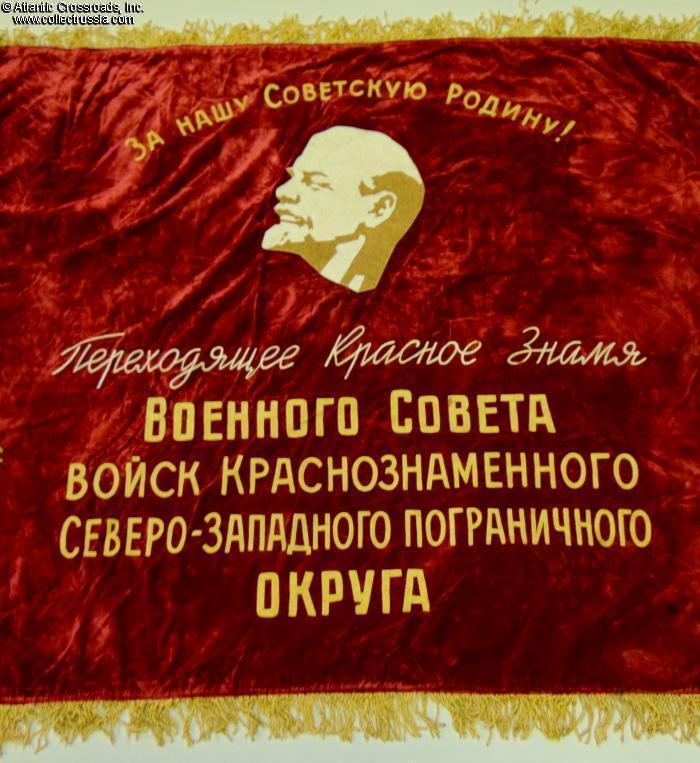 © Atlantic Crossroads, Inc.
www.collectrussia.com
За нашу Советскую Родину!
Переходящее Красное Знамя
Военного Совета
войск Краснознаменного
Северо-Западного пограничного
округа